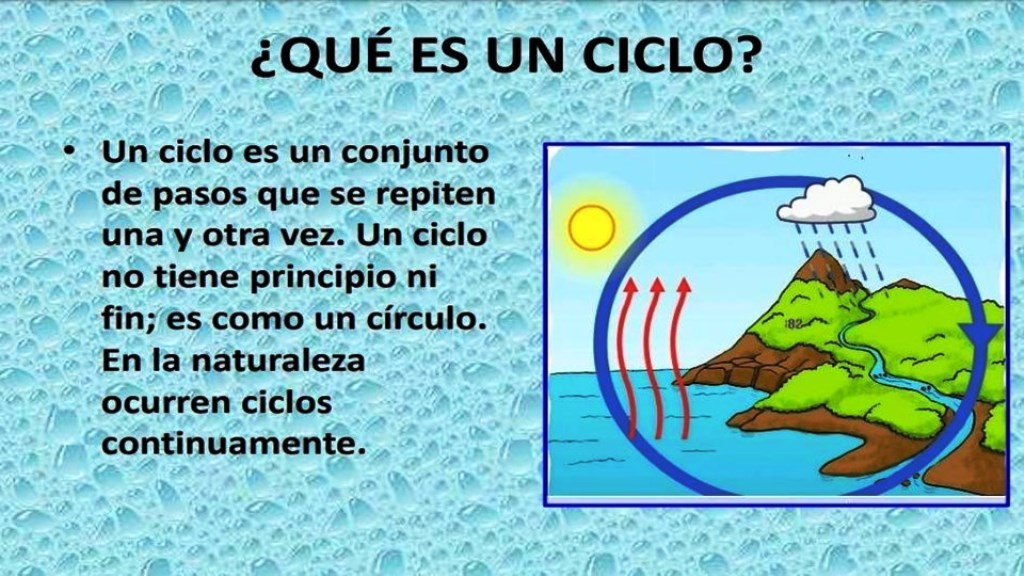 ¿QUÉ ES UN CICLO?
• Un ciclo es un conjunto
de pasos que se repiten
una y otra vez. Un ciclo
no tiene principio ni
fin; es como un círculo.
En la naturaleza
ocurren ciclos
continuamente.
82